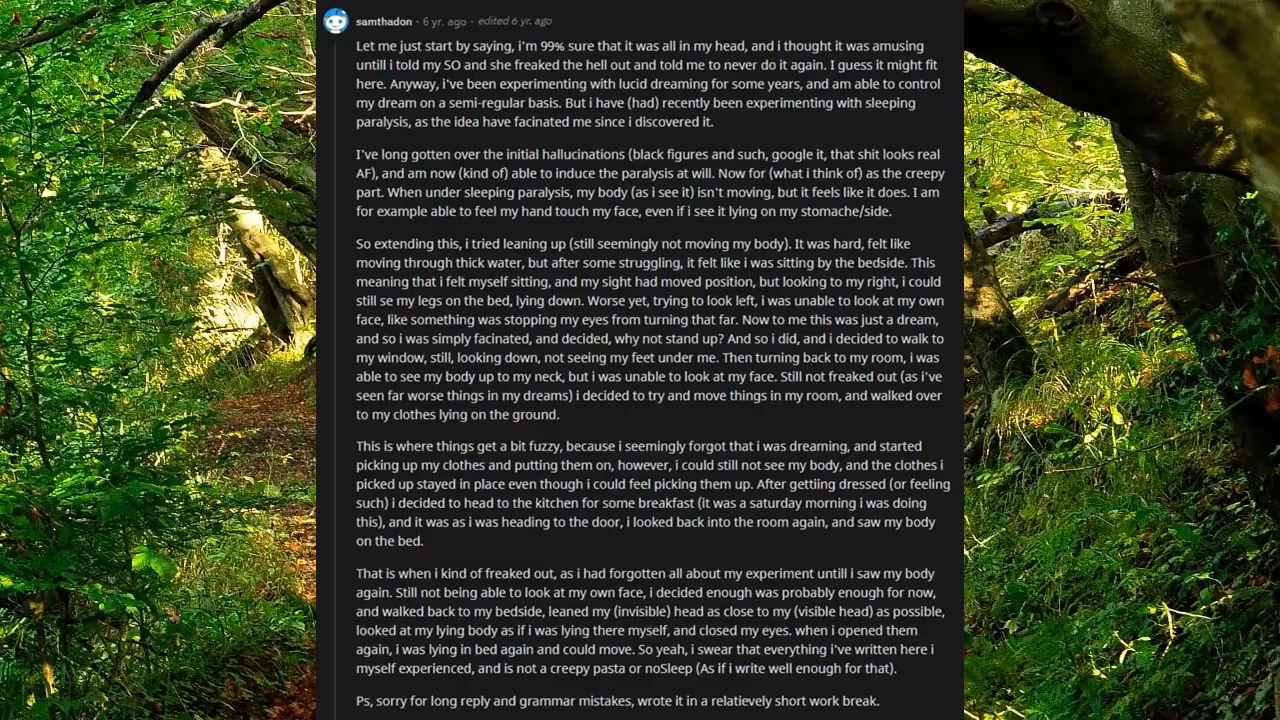 samthadon · 6 yr. ago · edited 6 yr. ago
Let me just start by saying, i'm 99% sure that it was all in my head, and i thought it was amusing
untill i told my SO and she freaked the hell out and told me to never do it again. I guess it might fit
here. Anyway, i've been experimenting with lucid dreaming for some years, and am able to control
my dream on a semi-regular basis. But i have (had) recently been experimenting with sleeping
paralysis, as the idea have facinated me since i discovered it.
I've long gotten over the initial hallucinations (black figures and such, google it, that shit looks real
AF), and am now (kind of) able to induce the paralysis at will. Now for (what i think of) as the creepy
part. When under sleeping paralysis, my body (as i see it) isn't moving, but it feels like it does. I am
for example able to feel my hand touch my face, even if i see it lying on my stomache/side.
So extending this, i tried leaning up (still seemingly not moving my body). It was hard, felt like
moving through thick water, but after some struggling, it felt like i was sitting by the bedside. This
meaning that i felt myself sitting, and my sight had moved position, but looking to my right, i could
still se my legs on the bed, lying down. Worse yet, trying to look left, i was unable to look at my own
face, like something was stopping my eyes from turning that far. Now to me this was just a dream,
and so i was simply facinated, and decided, why not stand up? And so i did, and i decided to walk to
my window, still, looking down, not seeing my feet under me. Then turning back to my room, i was
able to see my body up to my neck, but i was unable to look at my face. Still not freaked out (as i've
seen far worse things in my dreams) i decided to try and move things in my room, and walked over
to my clothes lying on the ground.
This is where things get a bit fuzzy, because i seemingly forgot that i was dreaming, and started
picking up my clothes and putting them on, however, i could still not see my body, and the clothes i
picked up stayed in place even though i could feel picking them up. After gettiing dressed (or feeling
such) i decided to head to the kitchen for some breakfast (it was a saturday morning i was doing
this), and it was as i was heading to the door, i looked back into the room again, and saw my body
on the bed.
That is when i kind of freaked out, as i had forgotten all about my experiment untill i saw my body
again. Still not being able to look at my own face, i decided enough was probably enough for now,
and walked back to my bedside, leaned my (invisible) head as close to my (visible head) as possible,
looked at my lying body as if i was lying there myself, and closed my eyes. when i opened them
again, i was lying in bed again and could move. So yeah, i swear that everything i've written here i
myself experienced, and is not a creepy pasta or noSleep (As if i write well enough for that).
Ps, sorry for long reply and grammar mistakes, wrote it in a relatievely short work break.